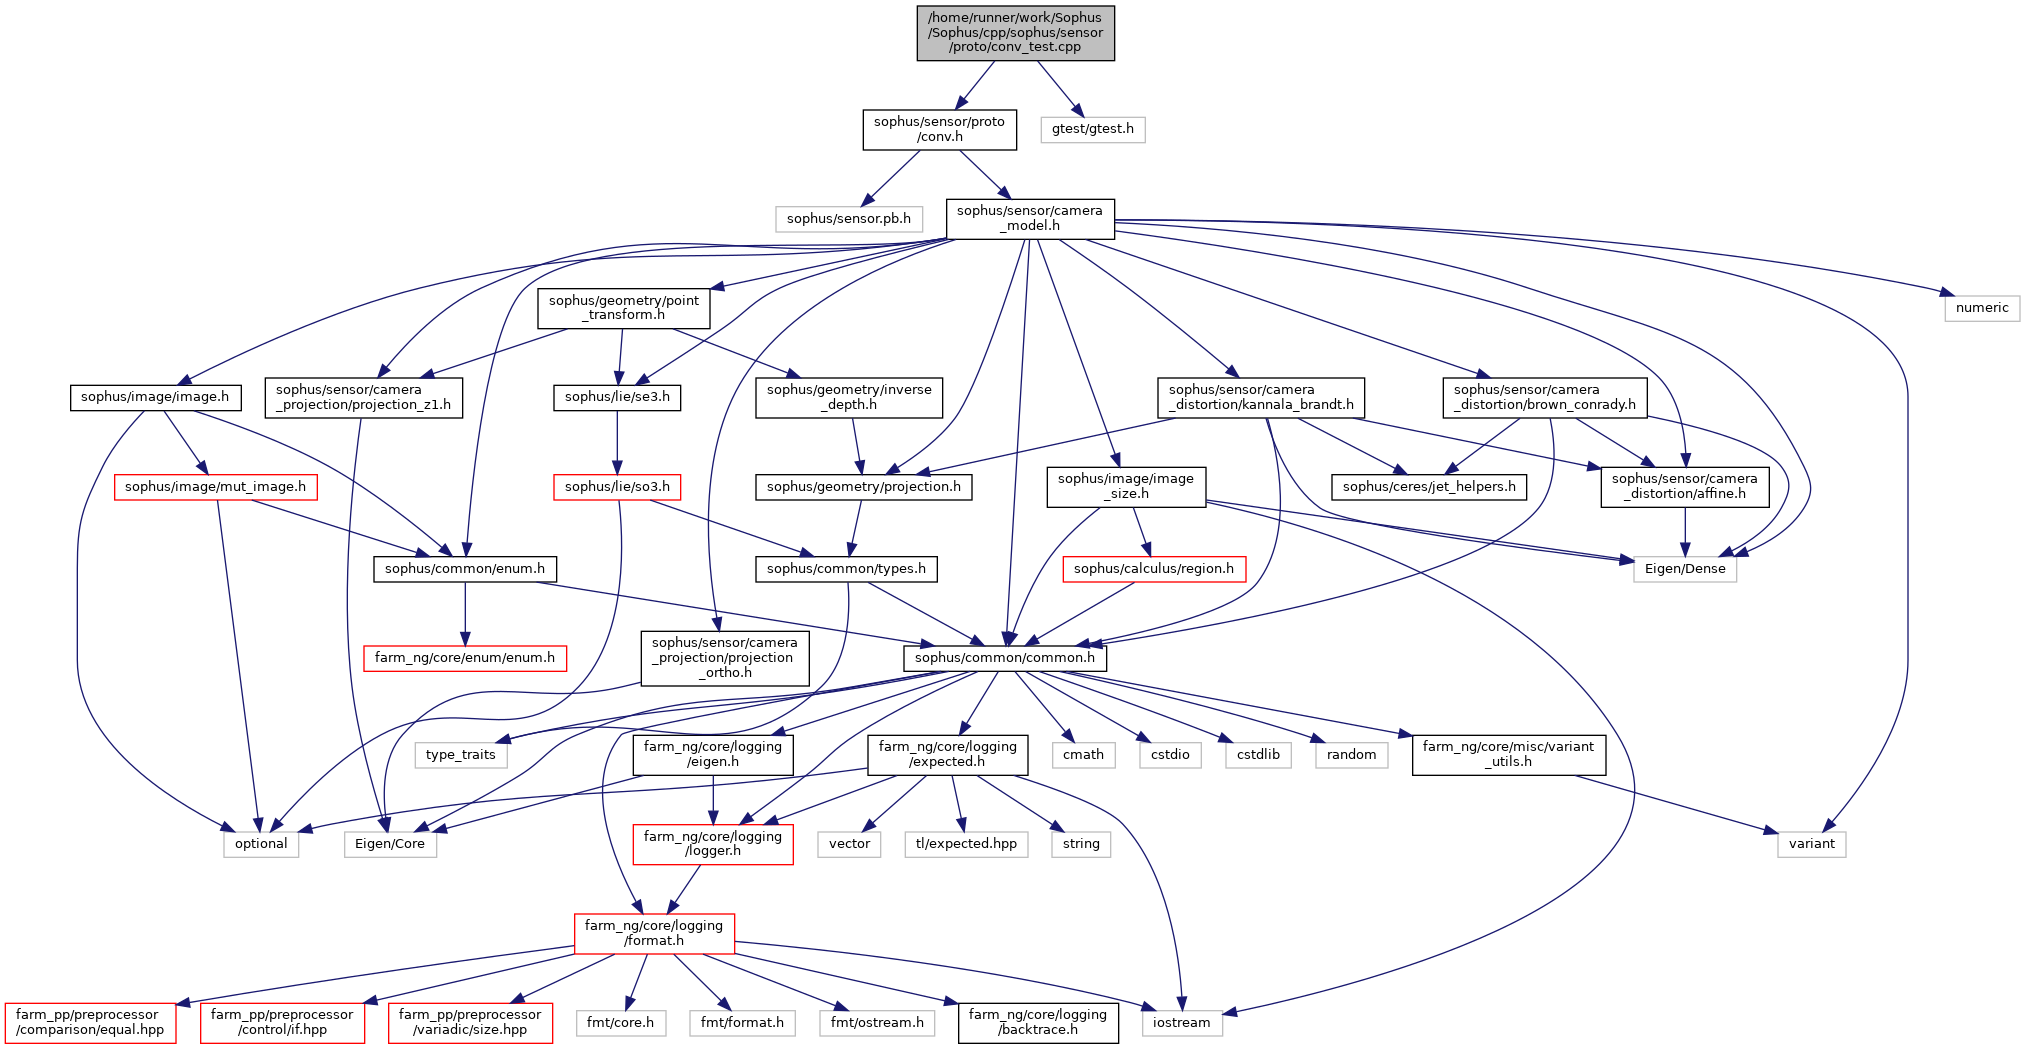 /home/runner/work/Sophus
/Sophus/cpp/sophus/sensor
/proto/conv_test.cpp
sophus/sensor/proto
/conv.h
gtest/gtest.h
sophus/sensor.pb.h
sophus/sensor/camera
_model.h
sophus/geometry/point
_transform.h
numeric
sophus/image/image.h
sophus/sensor/camera
_projection/projection_z1.h
sophus/lie/se3.h
sophus/geometry/inverse
_depth.h
sophus/sensor/camera
_distortion/kannala_brandt.h
sophus/sensor/camera
_distortion/brown_conrady.h
sophus/image/mut_image.h
sophus/lie/so3.h
sophus/geometry/projection.h
sophus/image/image
_size.h
sophus/ceres/jet_helpers.h
sophus/sensor/camera
_distortion/affine.h
sophus/common/enum.h
sophus/common/types.h
sophus/calculus/region.h
Eigen/Dense
farm_ng/core/enum/enum.h
sophus/sensor/camera
_projection/projection
_ortho.h
sophus/common/common.h
type_traits
farm_ng/core/logging
/eigen.h
farm_ng/core/logging
/expected.h
cmath
cstdio
cstdlib
random
farm_ng/core/misc/variant
_utils.h
optional
Eigen/Core
farm_ng/core/logging
/logger.h
vector
tl/expected.hpp
string
variant
farm_ng/core/logging
/format.h
farm_pp/preprocessor
/comparison/equal.hpp
farm_pp/preprocessor
/control/if.hpp
farm_pp/preprocessor
/variadic/size.hpp
fmt/core.h
fmt/format.h
fmt/ostream.h
farm_ng/core/logging
/backtrace.h
iostream